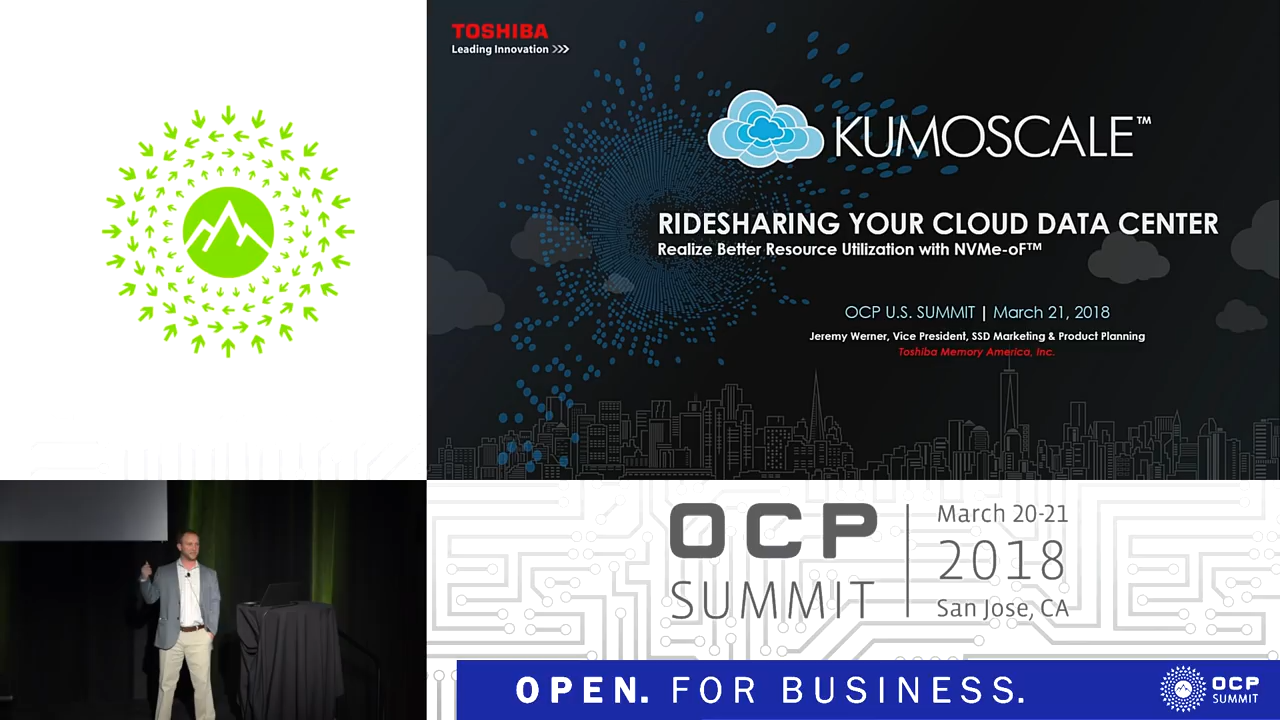 TOSHIBA
Leading Innovation >>>
KUMOSCALE™
RIDESHARING YOUR CLOUD DATA CENTER
Realize Better Resource Utilization with NVMe-oF™
OCP U.S. SUMMIT | March 21, 2018
Jeremy Werner, Vice President, SSD Marketing & Product Planning
Toshiba Memory America, Inc.
OCP
SUMMIT
March 20-21
2018
San Jose, CA
OPEN. FOR BUSINESS.
OCP
SUMMIT